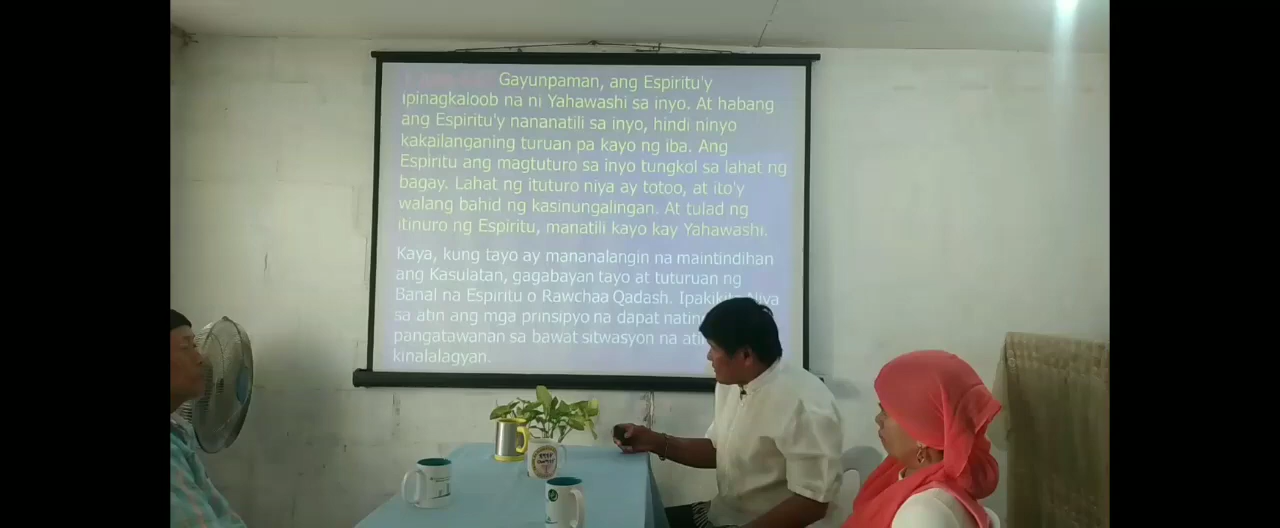 Gayunpaman, ang Espiritu'y
ipinagkaloob na ni Yahawashi sa inyo. At habang
ang Espiritu'y nananatili sa inyo, hindi ninyo
kakailanganing turuan pa kayo ng iba. Ang
Espiritu ang magtuturo sa inyo tungkol sa lahat ng
bagay. Lahat ng ituturo niya ay totoo, at ito'y
walang bahid ng kasinungalingan. At tulad ng
itinuro ng Espiritu, manatili kayo kay Yahawashi.
Kaya, kung tayo ay mananalangin na maintindihan
ang Kasulatan, gagabayan tayo at tuturuan ng
Banal na Espiritu o Rawchaa Qadash. Ipakikita Niya
sa atin ang mga prinsipyo na dapat
pangatawanan sa bawat sitwasyon na
kinalalagyan.